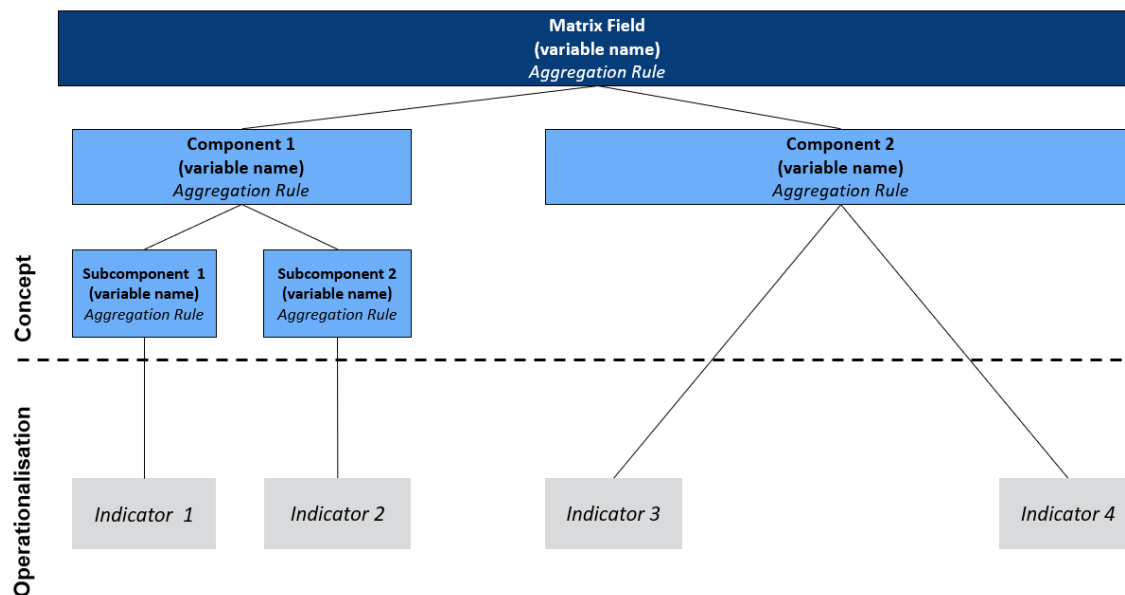 Matrix Field
(variable name)
Aggregation Rule
Component 1
(variable name)
Aggregation Rule
Component 2
(variable name)
Aggregation Rule
Subcomponent 1
(variable name)
Aggregation Rule
Subcomponent 2
(variable name)
Aggregation Rule
Concept
Operationalisation
Indicator 1
Indicator 2
Indicator 3
Indicator 4